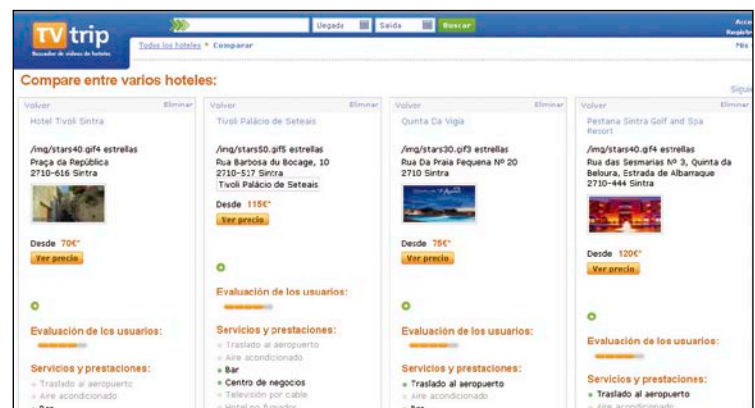 TVtrip
Buscador de vídeos de hoteles
Llegada
Salida
Buscar
Todos los hoteles * Comparar
Compare entre varios hoteles:
Volver Eliminar
Hotel Tivoli Sintra
/img/stars40.gif4 estrellas
Praça da República
2710-616 Sintra
Desde 70€*
Ver precio
Evaluación de los usuarios:
Servicios y prestaciones:
Traslado al aeropuerto
Aire acondicionado
Bar
Volver Eliminar
Tivoli Palácio de Seteais
/img/stars50.gif5 estrellas
Rua Barbosa du Bocage, 10
2710-517 Sintra
Tivoli Palácio de Seteais
Desde 115€*
Ver precio
Evaluación de los usuarios:
Servicios y prestaciones:
Traslado al aeropuerto
Aire acondicionado
Bar
Centro de negocios
Televisión por cable
Hotel no fumador
Volver Eliminar
Quinta Da Vigia
/img/stars30.gif3 estrellas
Rua Da Praia Pequena Nº 20
2710 Sintra
Desde 75€*
Ver precio
Evaluación de los usuarios:
Servicios y prestaciones:
Traslado al aeropuerto
Aire acondicionado
Bar
Volver Eliminar
Pestana Sintra Golf and Spa
Resort
/img/stars40.gif4 estrellas
Rua das Sesmarias Nº 3, Quinta da
Beloura, Estrada de Albarraque
2710-444 Sintra
Desde 120€*
Ver precio
Evaluación de los usuarios:
Servicios y prestaciones:
Traslado al aeropuerto
Aire acondicionado